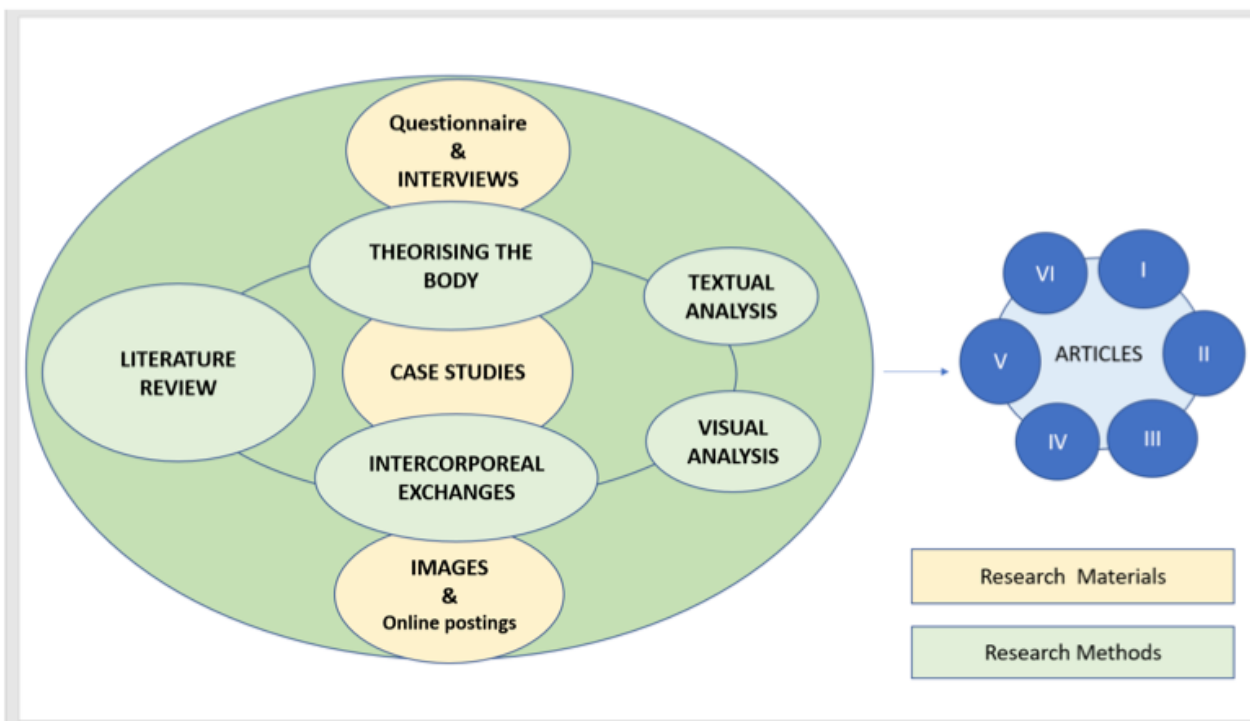 Questionnaire
&
INTERVIEWS
THEORISING THE
BODY
TEXTUAL
ANALYSIS
LITERATURE
REVIEW
CASE STUDIES
VISUAL
ANALYSIS
INTERCORPOREAL
EXCHANGES
IMAGES
&
Online postings
VI
I
V
ARTICLES
II
IV
III
Research Materials
Research Methods